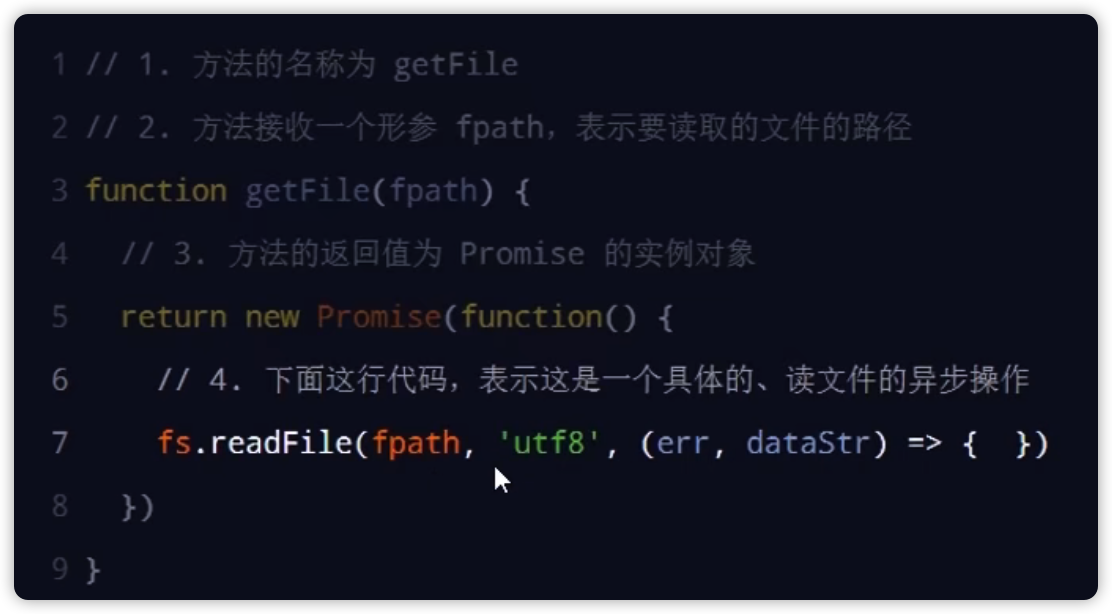 1 // 1. 方法的名称为 getFile
2 // 2. 方法接收一个形参 fpath，表示要读取的文件的路径
3 function getFile(fpath) {
4 // 3. 方法的返回值为 Promise 的实例对象
5 return new Promise(function() {
6 // 4. 下面这行代码，表示这是一个具体的、读文件的异步操作
7 fs.readFile(fpath, 'utf8', (err, dataStr) => { })
8 })
9 }